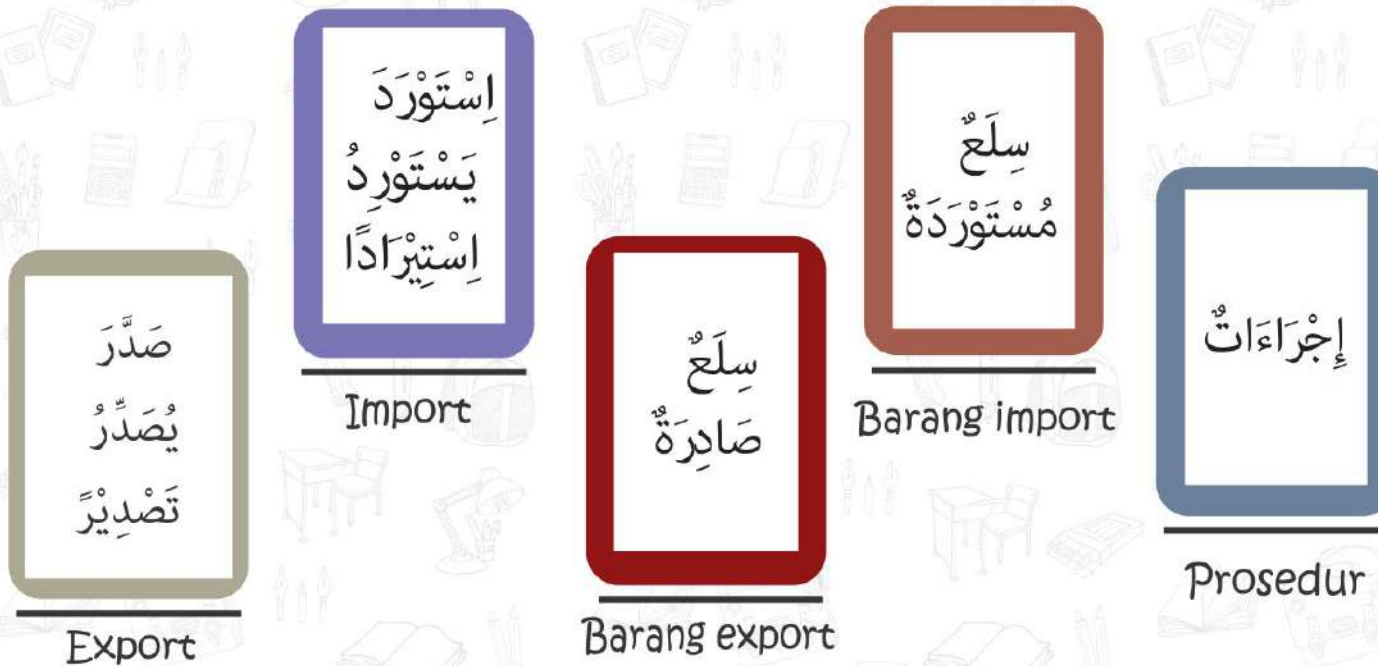 صَدَّرَ
يُصَدِّرُ
تَصْدِيْرً
Export
اِسْتَوْرَدَ
يَسْتَوْرِدُ
اِسْتِيْرَادًا
Import
سِلَعٌ
صَادِرَةٌ
Barang export
سِلَعٌ
مُسْتَوْرَدَةٌ
Barang import
إِجْرَاءَاتٌ
Prosedur